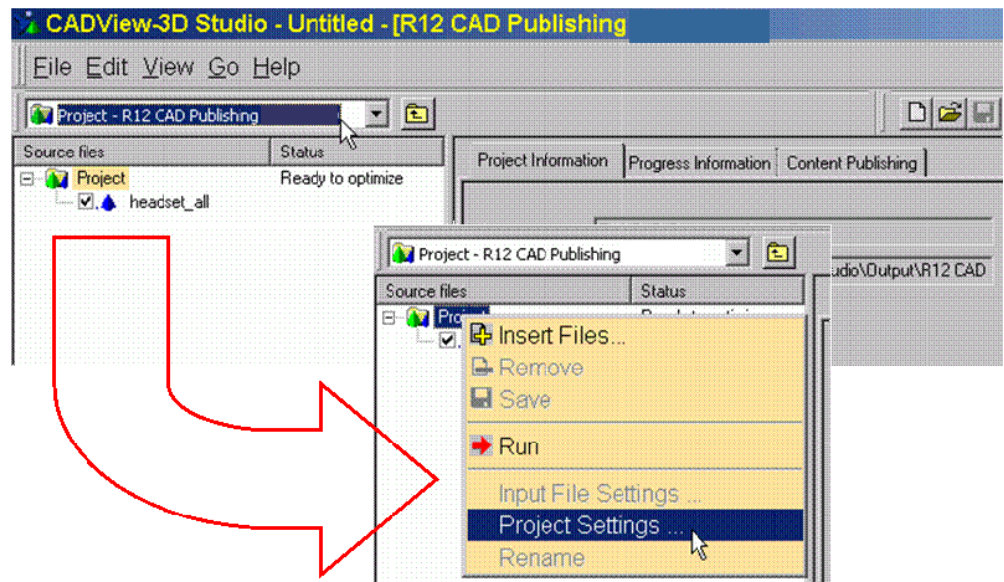 CADView-3D Studio - Untitled - [R12 CAD Publishing
File Edit View Go Help
Project - R12 CAD Publishing
Source files Status
Project Ready to optimize
headset_all
Project Information Progress Information Content Publishing
udio\Output\R12 CAD
Project - R12 CAD Publishing
Source files Status
Insert Files...
Remove
Save
Run
Input File Settings ...
Project Settings ...
Rename